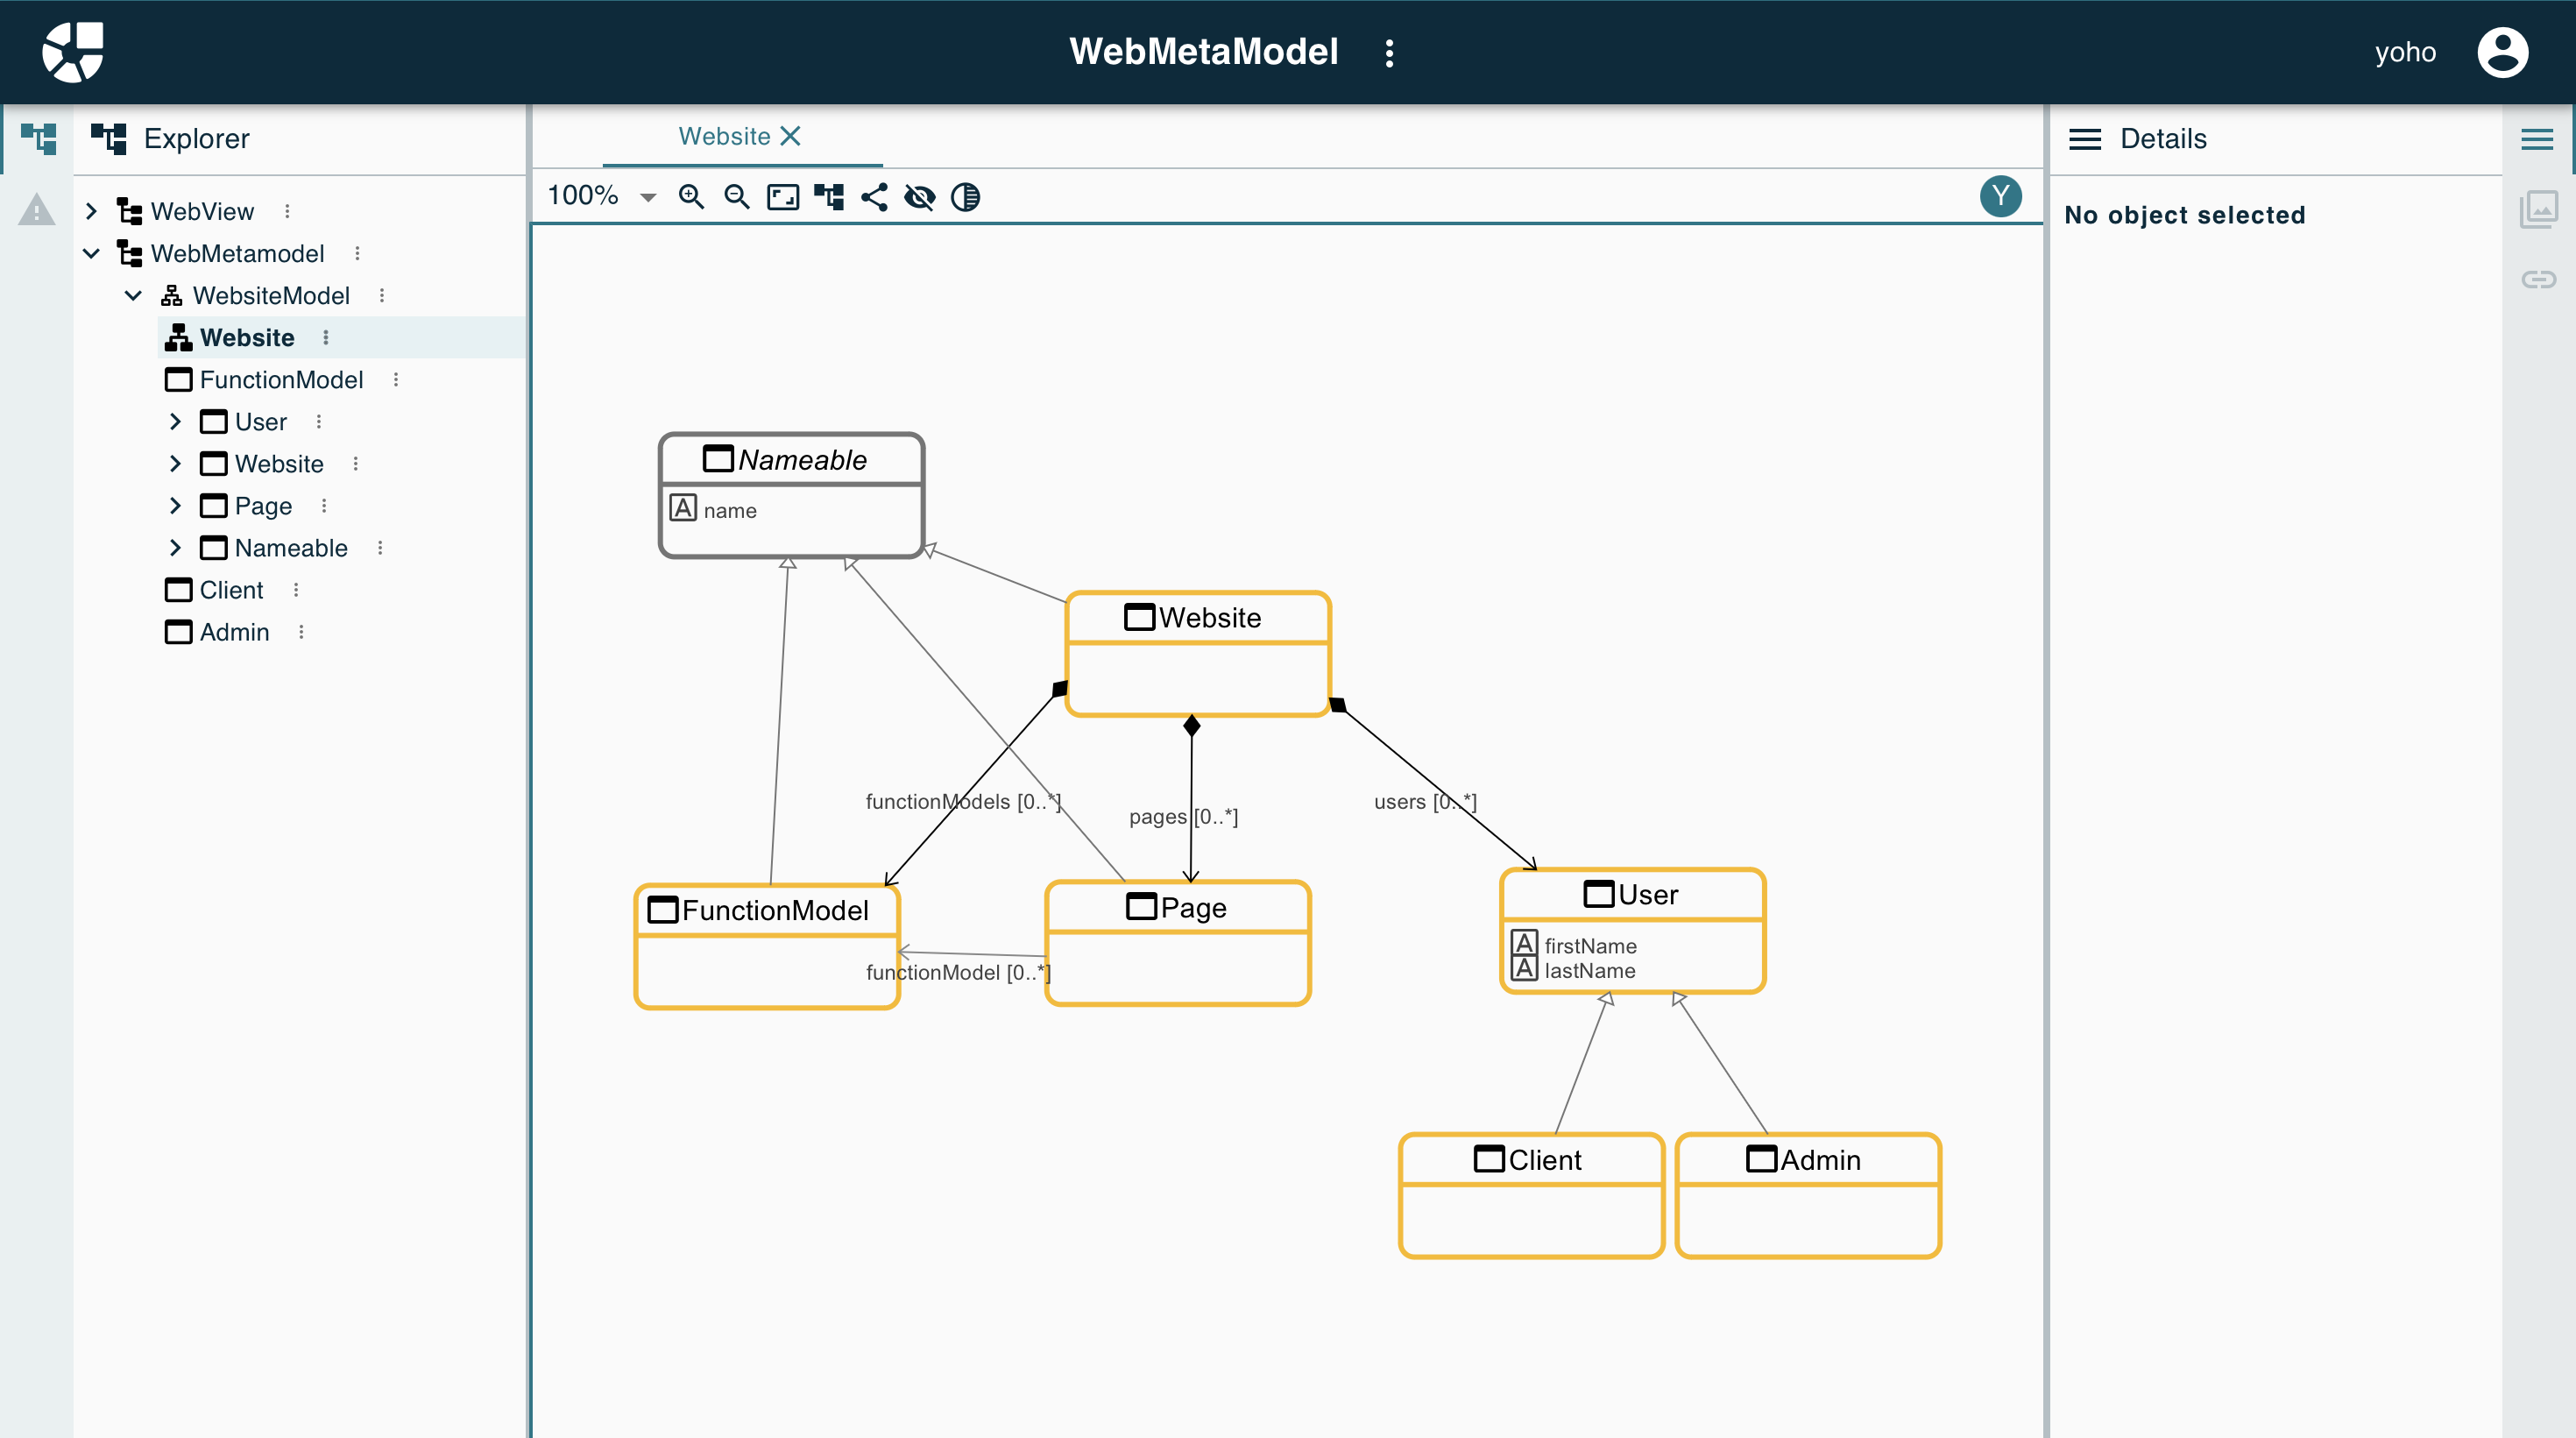 WebMetaModel
yoho
Explorer
WebView
WebMetamodel
WebsiteModel
Website
FunctionModel
User
Website
Page
Nameable
Client
Admin
Website
100%
Y
Nameable
A name
Website
functionModels [0..*]
pages [0..*]
users [0..*]
FunctionModel
Page
functionModel [0..*]
User
A firstName
A lastName
Client
Admin
Details
No object selected